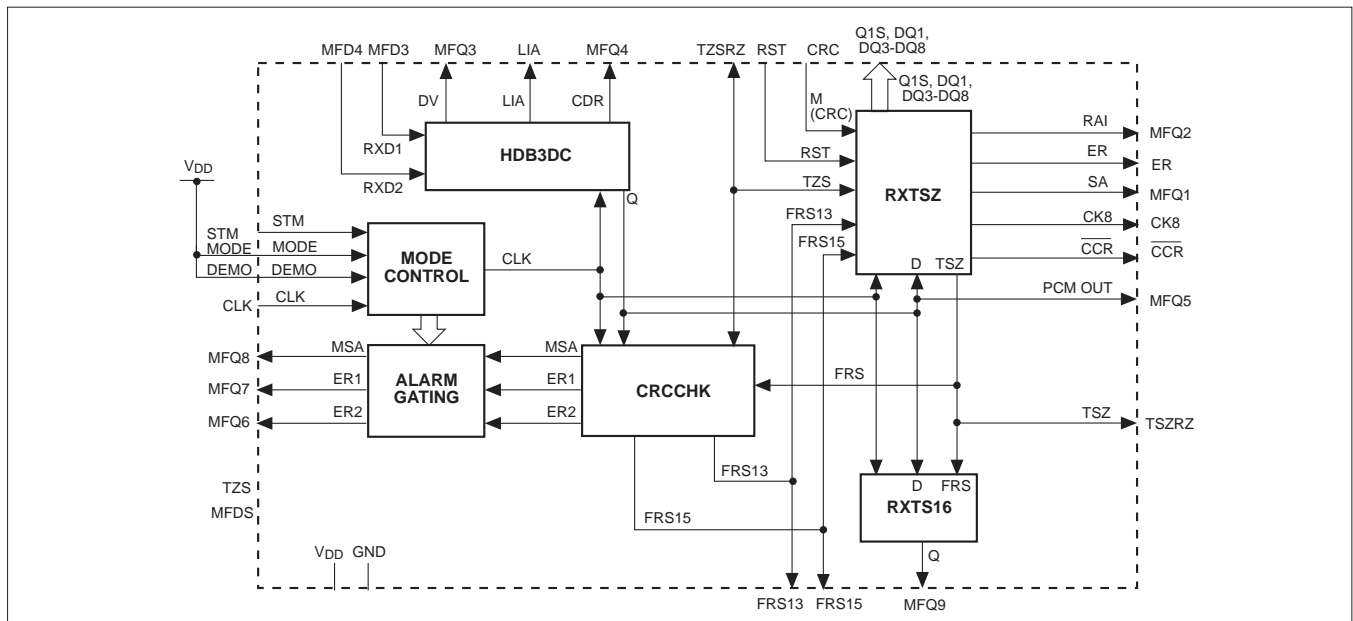 Q1S, DQ1,
DQ3-DQ8
MFD4 MFD3 MFQ3 LIA MFQ4 TZSRZ RST CRC
Q1S, DQ1,
DQ3-DQ8
DV LIA CDR
M
(CRC)
RXD1
RXD2
HDB3DC
Q
RST
TZS
FRS13
FRS15
RXTSZ
D TSZ
RAI MFQ2
ER ER
SA MFQ1
CK8 CK8
CCR CCR
PCM OUT MFQ5
VDD
STM STM
MODE MODE
DEMO DEMO
CLK CLK
MODE
CONTROL
CLK
MFQ8 MSA MSA
MFQ7 ER1 ER1
MFQ6 ER2 ER2
ALARM
GATING
CRCCHK
FRS
TSZ TSZRZ
FRS13
FRS15
D FRS
RXTS16
Q
TZS
MFDS
VDD GND
FRS13 FRS15 MFQ9